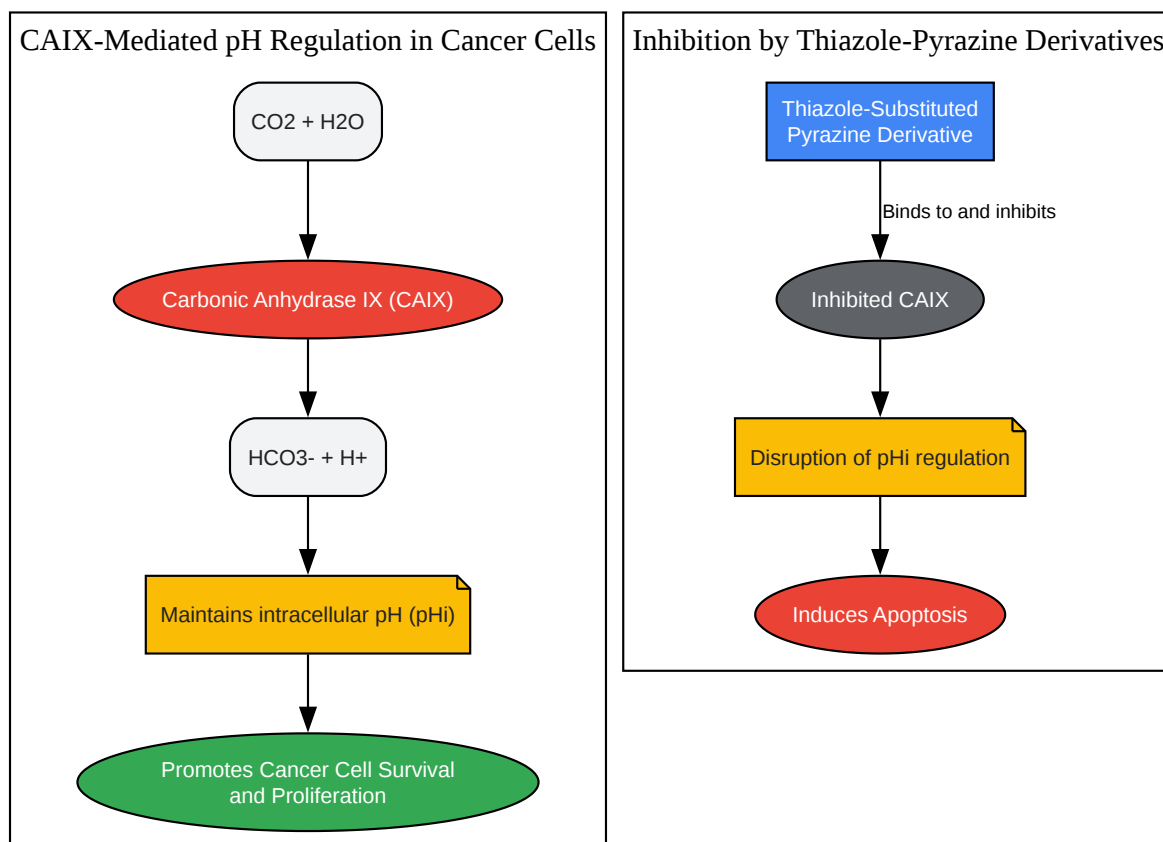 CAIX-Mediated pH Regulation in Cancer Cells
CO2 + H2O
Carbonic Anhydrase IX (CAIX)
HCO3- + H+
Maintains intracellular pH (pHi)
Promotes Cancer Cell Survival
and Proliferation
Inhibition by Thiazole-Pyrazine Derivatives
Thiazole-Substituted
Pyrazine Derivative
Binds to and inhibits
Inhibited CAIX
Disruption of pHi regulation
Induces Apoptosis